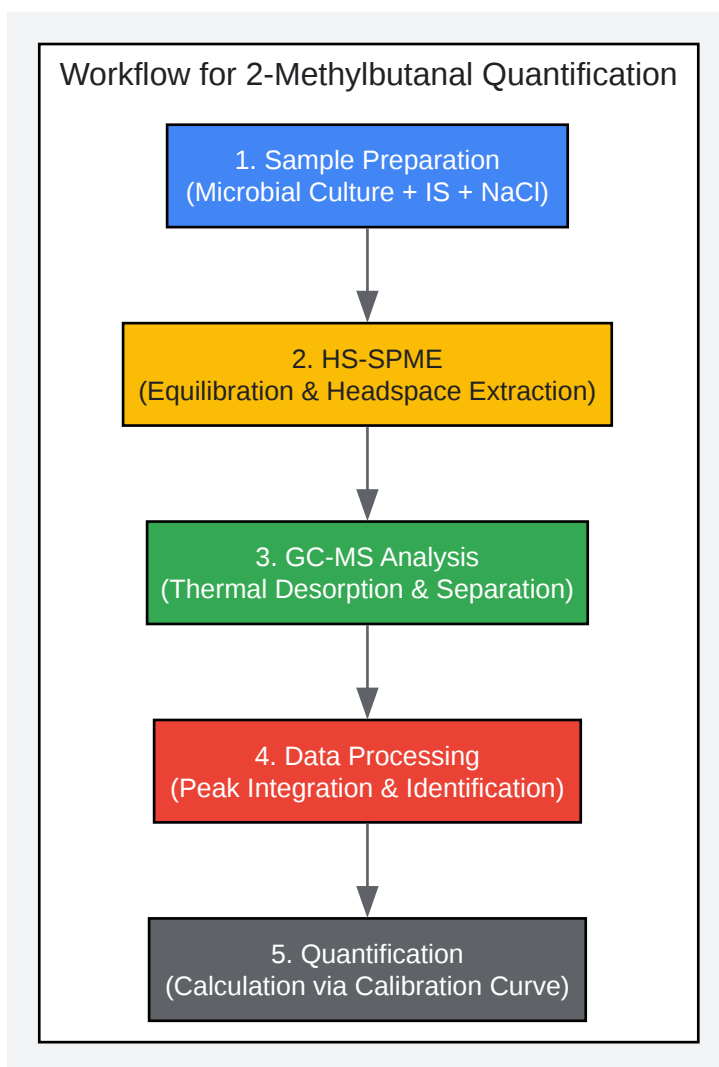 Workflow for 2-Methylbutanal Quantification
1. Sample Preparation
(Microbial Culture + IS + NaCl)
2. HS-SPME
(Equilibration & Headspace Extraction)
3. GC-MS Analysis
(Thermal Desorption & Separation)
4. Data Processing
(Peak Integration & Identification)
5. Quantification
(Calculation via Calibration Curve)